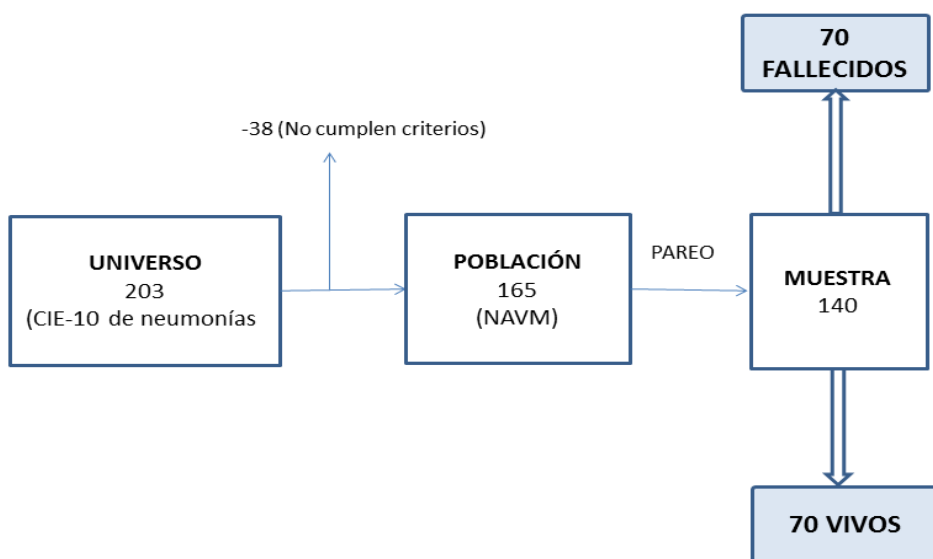 UNIVERSO
203
(CIE-10 de neumonías
-38 (No cumplen criterios)
POBLACIÓN
165
(NAVM)
PAREO
MUESTRA
140
70
FALLECIDOS
70 VIVOS